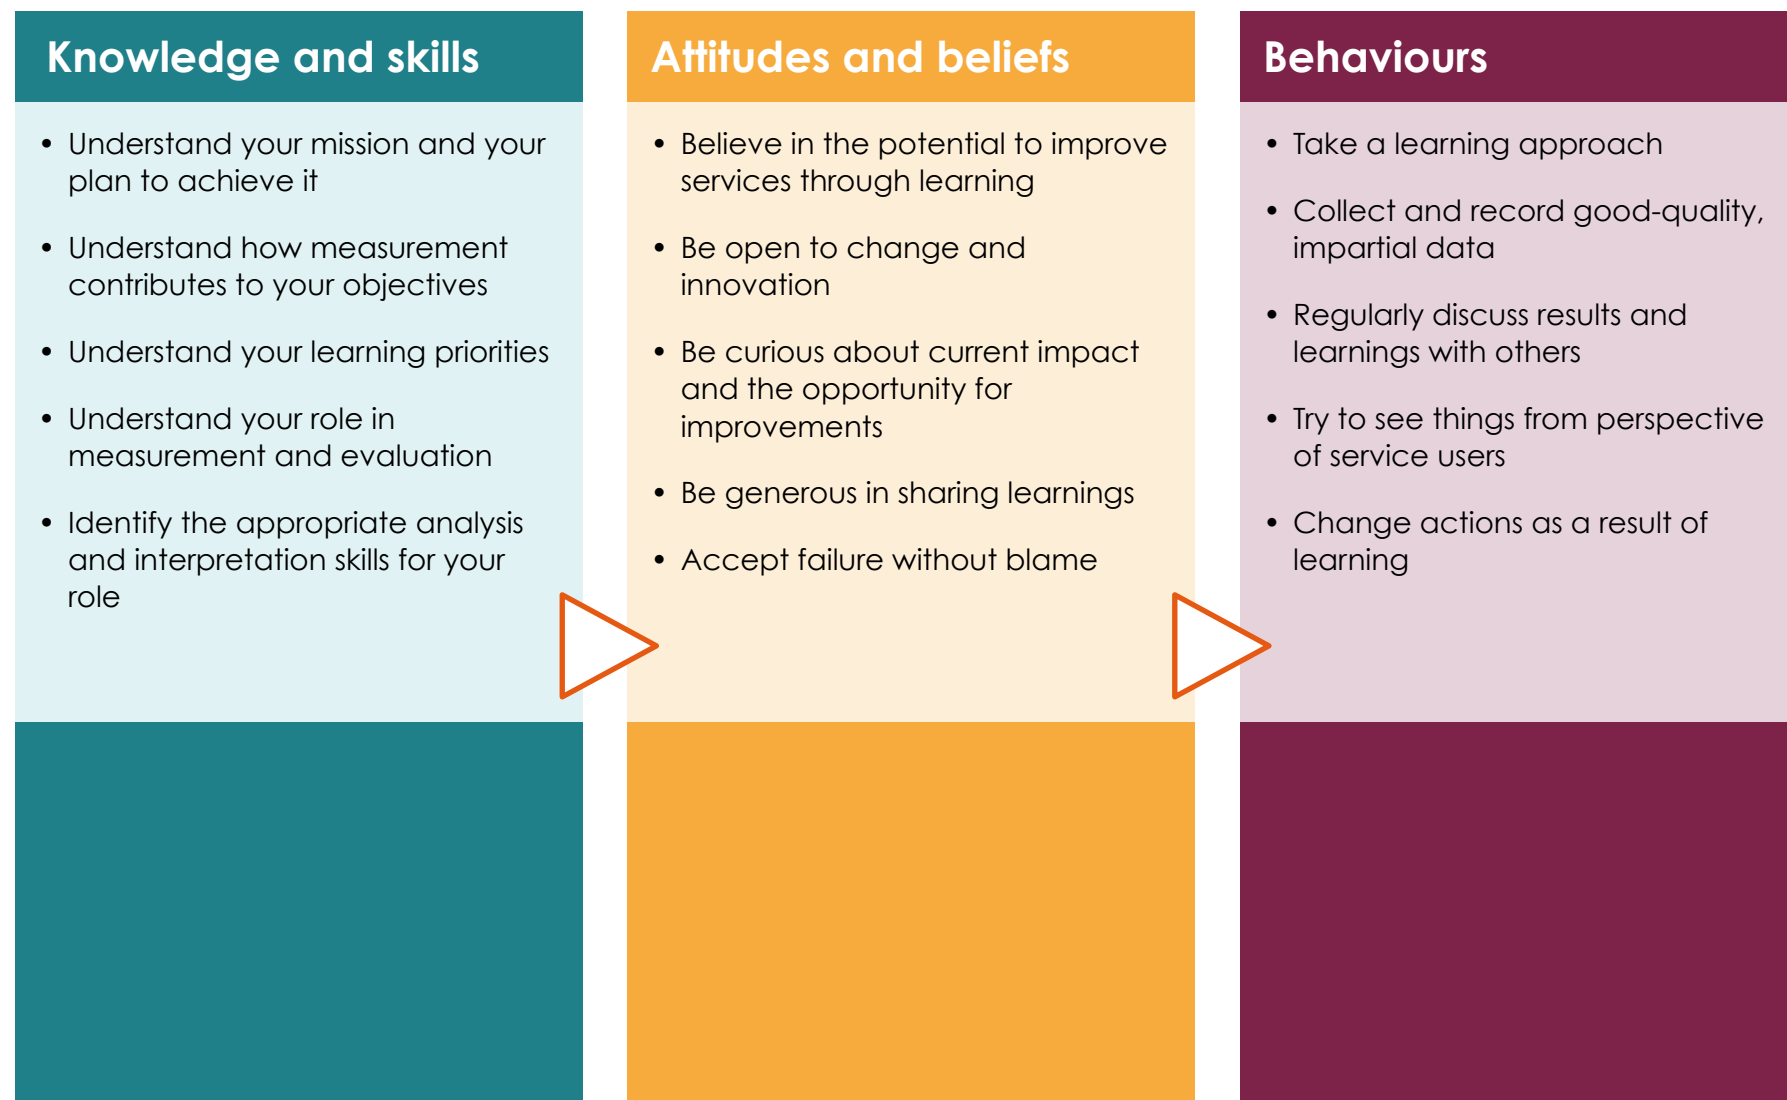 Knowledge and skills
• Understand your mission and your
plan to achieve it
• Understand how measurement
contributes to your objectives
• Understand your learning priorities
• Understand your role in
measurement and evaluation
• Identify the appropriate analysis
and interpretation skills for your
role
Attitudes and beliefs
• Believe in the potential to improve
services through learning
• Be open to change and
innovation
• Be curious about current impact
and the opportunity for
improvements
• Be generous in sharing learnings
• Accept failure without blame
Behaviours
• Take a learning approach
• Collect and record good-quality,
impartial data
• Regularly discuss results and
learnings with others
• Try to see things from perspective
of service users
• Change actions as a result of
learning